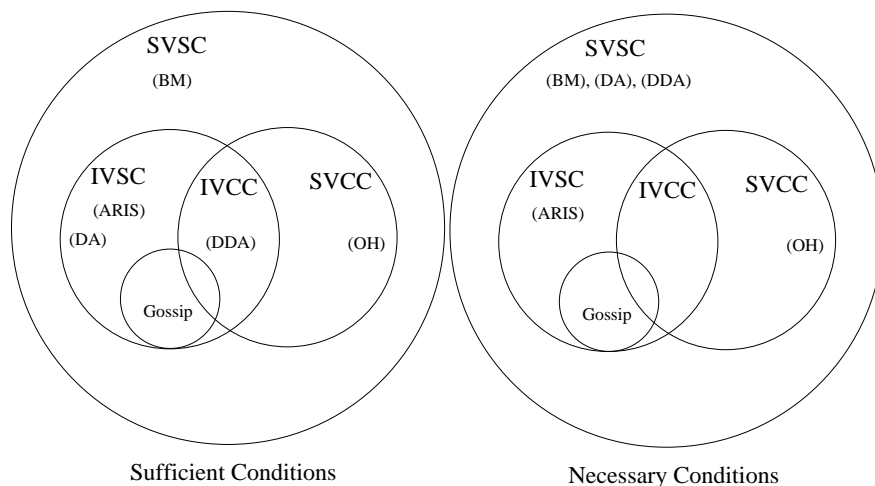 SVSC
(BM)
IVSC
(ARIS)
(DA)
IVCC
(DDA)
SVCC
(OH)
Gossip
Sufficient Conditions
SVSC
(BM), (DA), (DDA)
IVSC
(ARIS)
IVCC
SVCC
(OH)
Gossip
Necessary Conditions